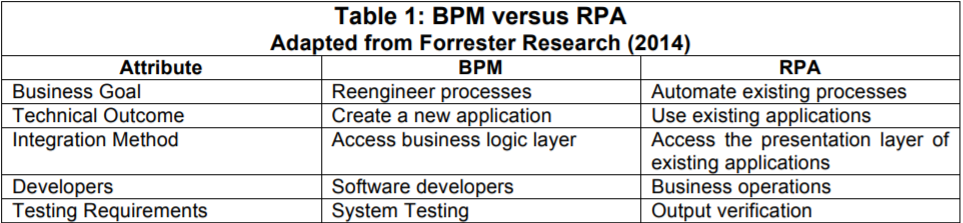 Table 1: BPM versus RPA
Adapted from Forrester Research (2014)
Attribute BPM RPA
Business Goal Reengineer processes Automate existing processes
Technical Outcome Create a new application Use existing applications
Integration Method Access business logic layer Access the presentation layer of
existing applications
Developers Software developers Business operations
Testing Requirements System Testing Output verification